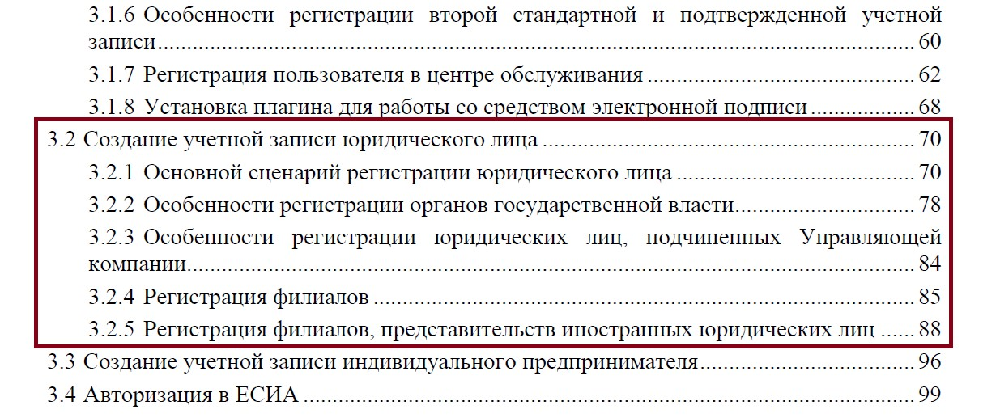 3.1.6 Особенности регистрации второй стандартной и подтвержденной учетной
записи........................................................................................................................ 60
3.1.7 Регистрация пользователя в центре обслуживания ........................................... 62
3.1.8 Установка плагина для работы со средством электронной подписи ................. 68
3.2 Создание учетной записи юридического лица ........................................................... 70
3.2.1 Основной сценарий регистрации юридического лица ...................................... 70
3.2.2 Особенности регистрации органов государственной власти............................. 78
3.2.3 Особенности регистрации юридических лиц, подчиненных Управляющей
компании.................................................................................................................... 84
3.2.4 Регистрация филиалов ......................................................................................... 85
3.2.5 Регистрация филиалов, представительств иностранных юридических лиц ...... 88
3.3 Создание учетной записи индивидуального предпринимателя................................. 96
3.4 Авторизация в ЕСИА .................................................................................................. 99